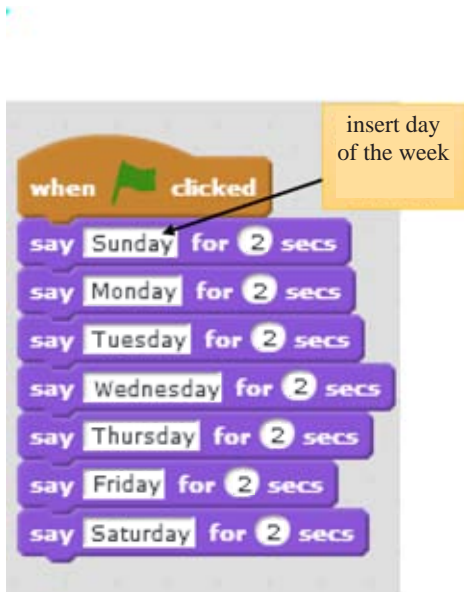 insert day
of the week
when clicked
say Sunday for 2 secs
say Monday for 2 secs
say Tuesday for 2 secs
say Wednesday for 2 secs
say Thursday for 2 secs
say Friday for 2 secs
say Saturday for 2 secs